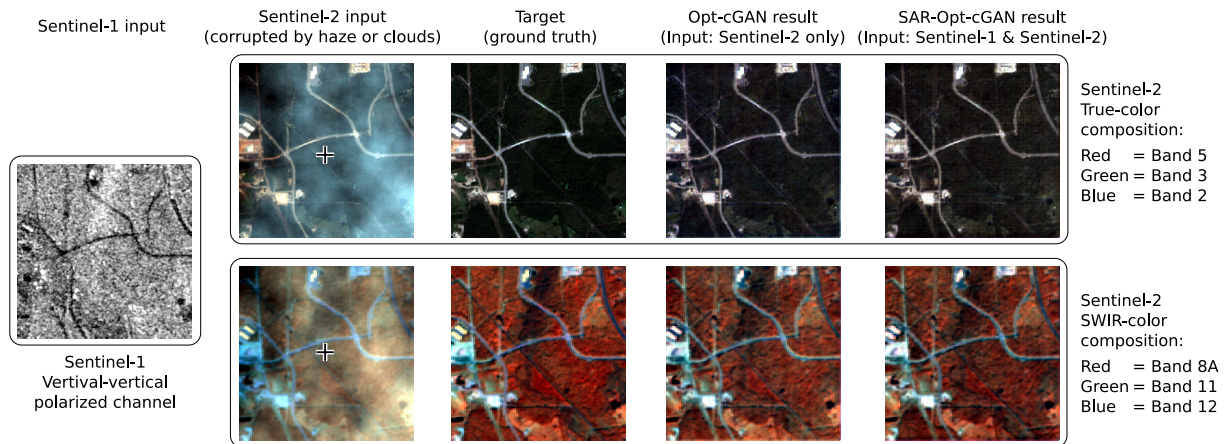 Sentinel-1 input
Sentinel-2 input
(corrupted by haze or clouds)
Target
(ground truth)
Opt-cGAN result
(Input: Sentinel-2 only)
SAR-Opt-cGAN result
(Input: Sentinel-1 & Sentinel-2)
Sentinel-2
True-color
composition:
Red = Band 5
Green = Band 3
Blue = Band 2
Sentinel-1
Vertival-vertical
polarized channel
Sentinel-2
SWIR-color
composition:
Red = Band 8A
Green = Band 11
Blue = Band 12